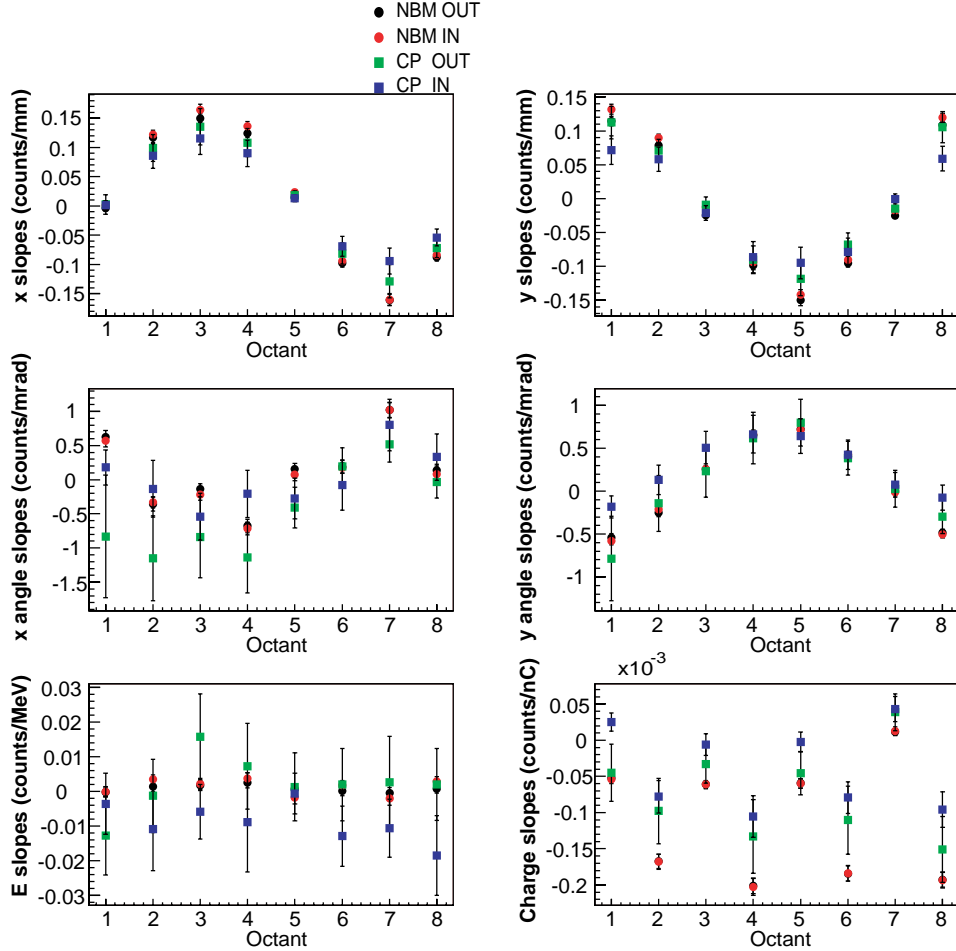 NBM OUT
NBM IN
CP OUT
CP IN
x slopes (counts/mm)
0.15
0.1
0.05
0
-0.05
-0.1
-0.15
1 2 3 4 5 6 7 8
Octant
y slopes (counts/mm)
0.15
0.1
0.05
0
-0.05
-0.1
-0.15
1 2 3 4 5 6 7 8
Octant
x angle slopes (counts/mrad)
1
0.5
0
-0.5
-1
-1.5
1 2 3 4 5 6 7 8
Octant
y angle slopes (counts/mrad)
1
0.5
0
-0.5
-1
1 2 3 4 5 6 7 8
Octant
E slopes (counts/MeV)
0.03
0.02
0.01
0
-0.01
-0.02
-0.03
1 2 3 4 5 6 7 8
Octant
x10-3
Charge slopes (counts/nC)
0.05
0
-0.05
-0.1
-0.15
-0.2
1 2 3 4 5 6 7 8
Octant